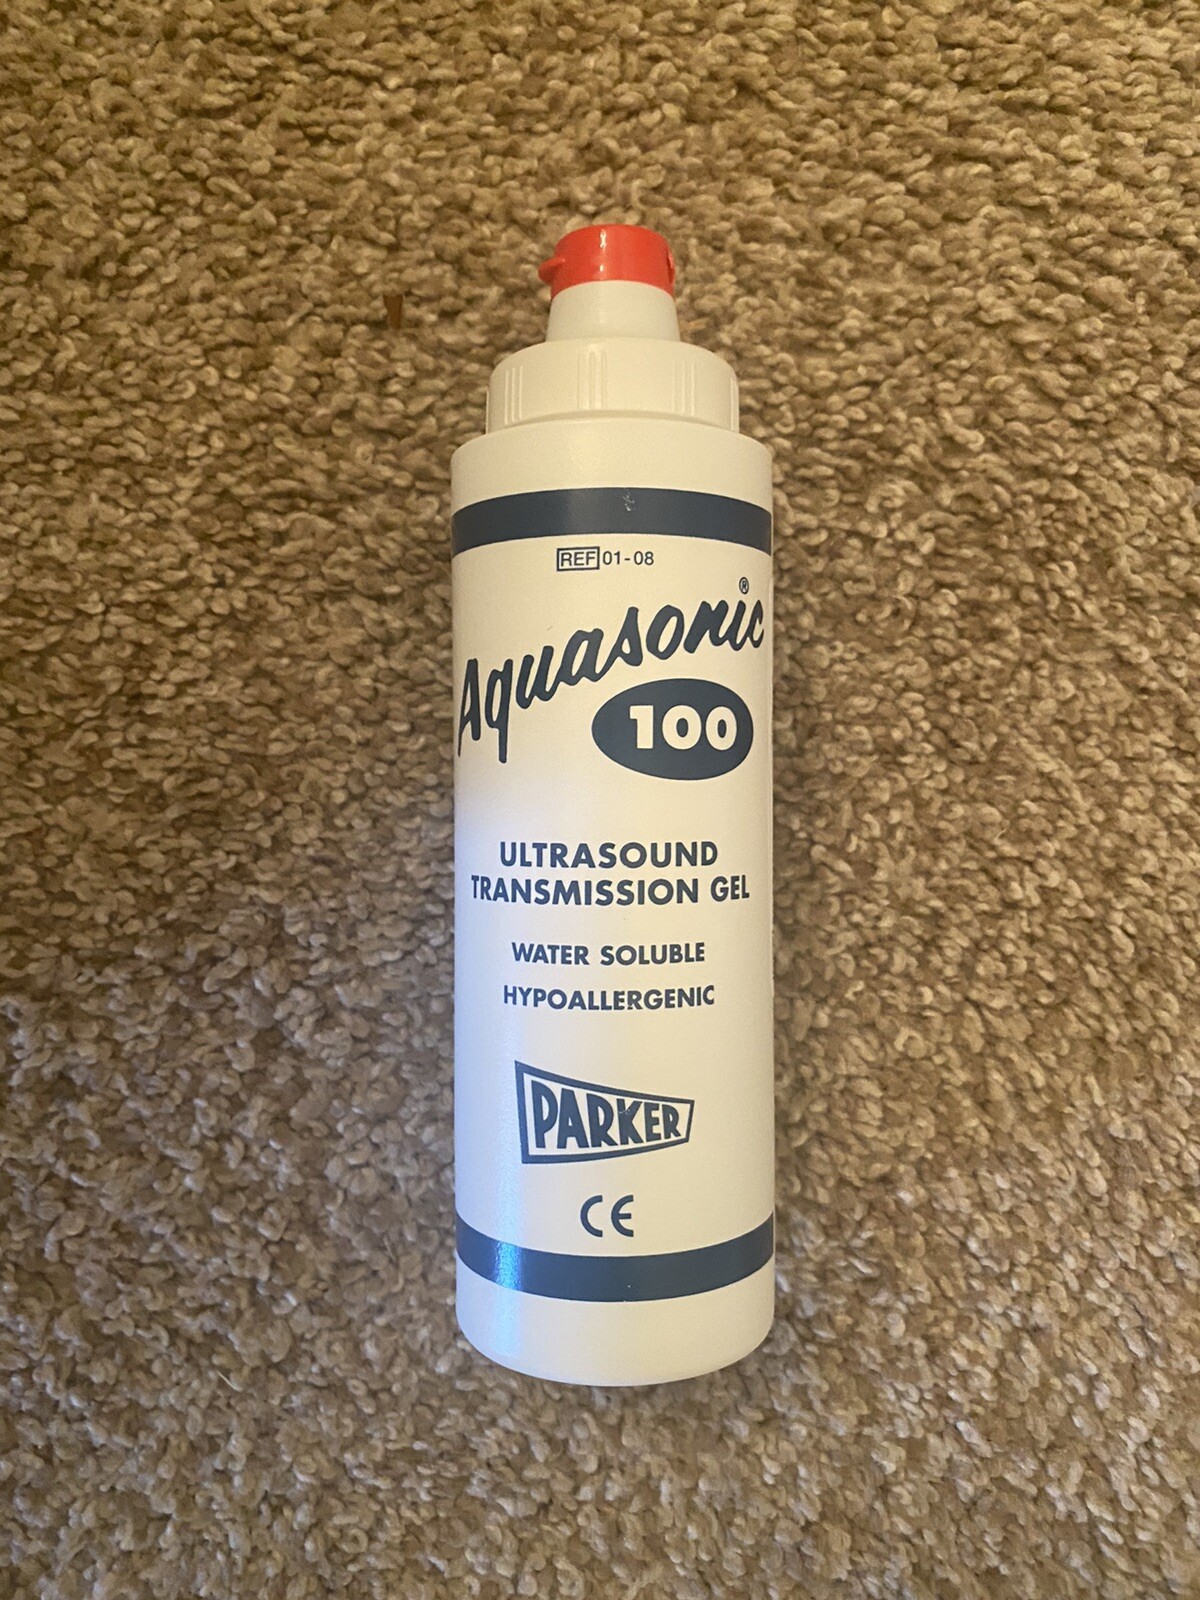 REF 01-08
Aquasonic®
100
ULTRASOUND
TRANSMISSION GEL
WATER SOLUBLE
HYPOALLERGENIC
PARKER
CE